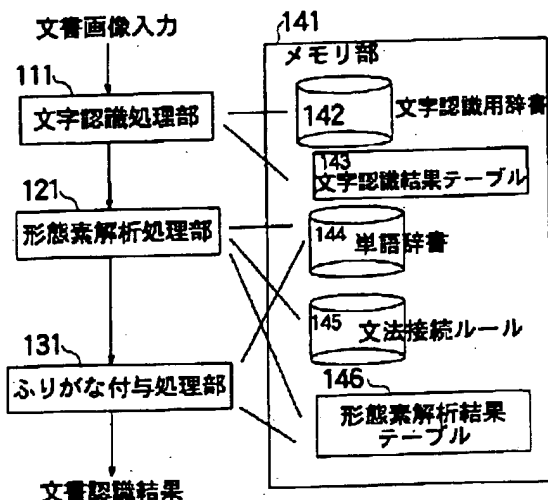 文書画像入力
111
文字認識処理部
121
形態素解析処理部
131
ふりがな付与処理部
文書認識結果
141
メモリ部
142
文字認識用辞書
143
文字認識結果テーブル
144
単語辞書
145
文法接続ルール
146
形態素解析結果
テーブル